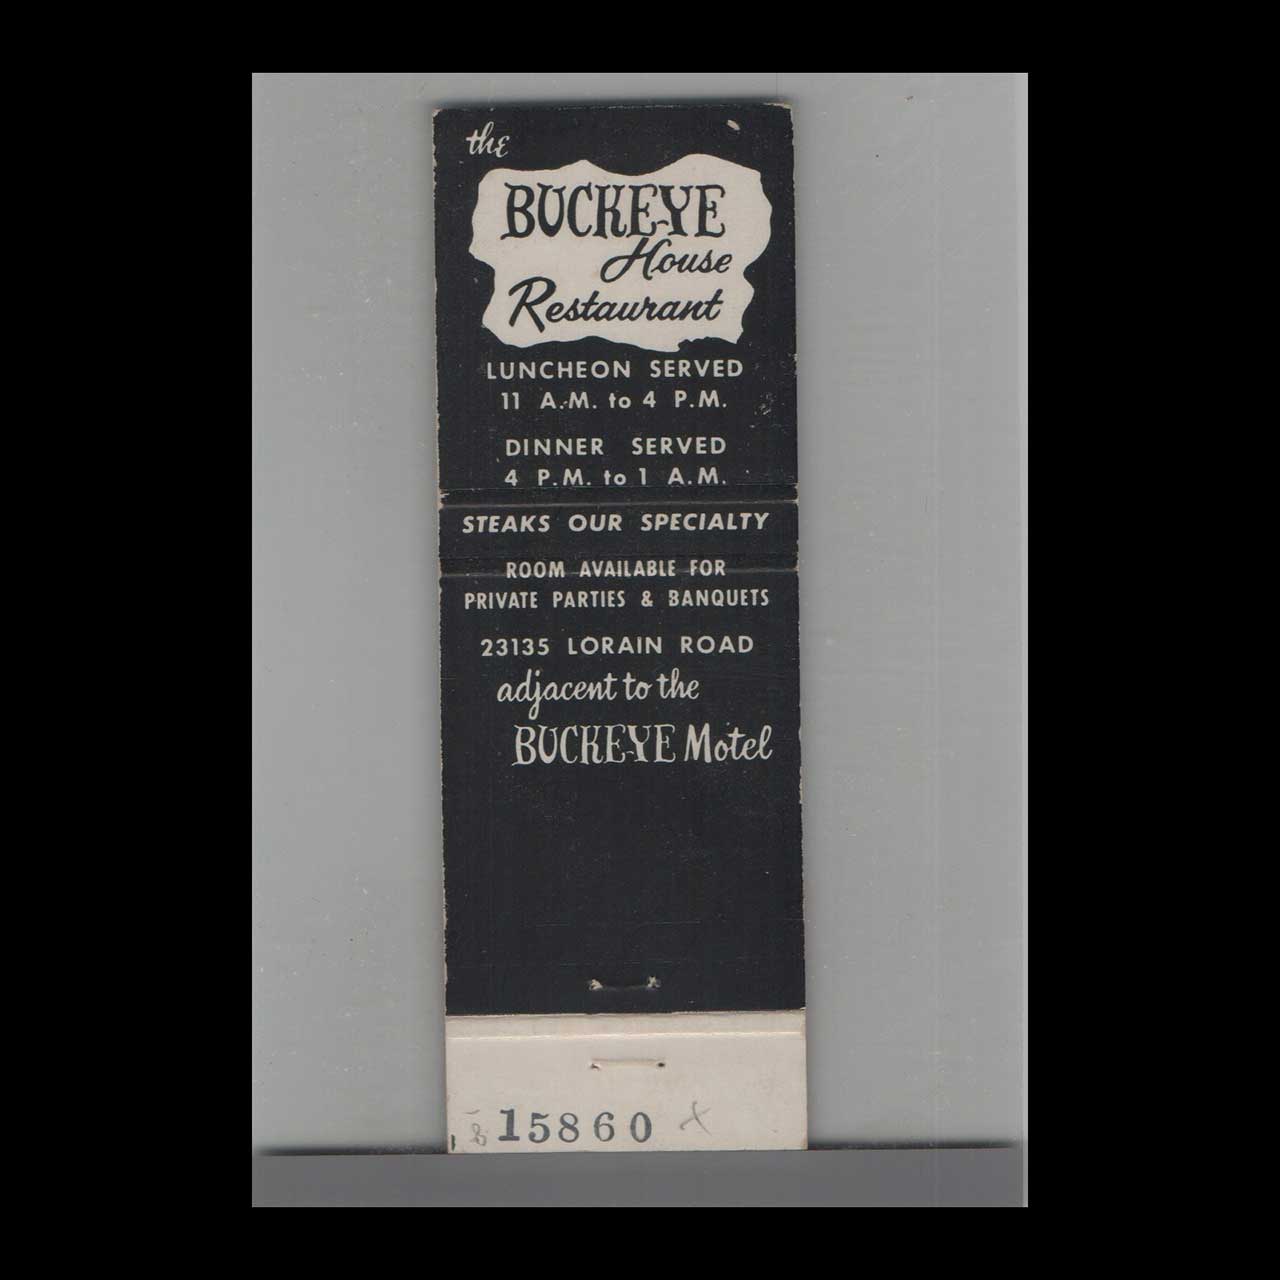 the
BUCKEYE
House
Restaurant
LUNCHEON SERVED
11 A.M. to 4 P.M.
DINNER SERVED
4 P.M. to 1 A.M.
STEAKS OUR SPECIALTY
ROOM AVAILABLE FOR
PRIVATE PARTIES & BANQUETS
23135 LORAIN ROAD
adjacent to the
BUCKEYE Motel
15860